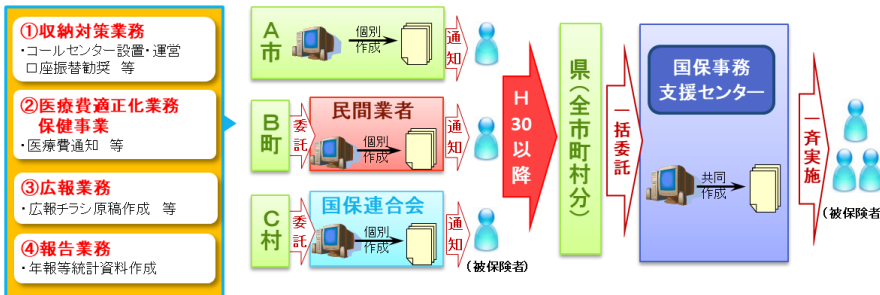 ①収納対策業務
・コールセンター設置・運営
口座振替勧奨 等
②医療費適正化業務
保健事業
・医療費通知 等
③広報業務
・広報チラシ原稿作成 等
④報告業務
・年報等統計資料作成
A市
個別
作成
通知
B町
委託
民間業者
個別
作成
通知
C村
委託
国保連合会
個別
作成
通知
(被保険者)
H30以降
県(全市町村分)
一括委託
国保事務
支援センター
共同
作成
一斉実施
(被保険者